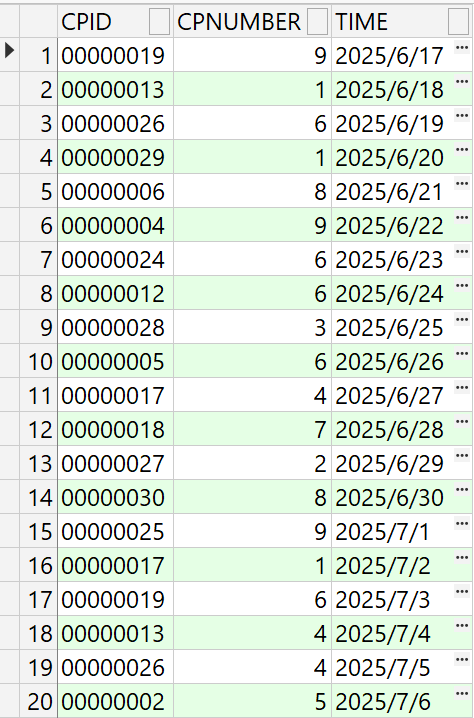 CPID CPNUMBER TIME
1 00000019 9 2025/6/17 ...
2 00000013 1 2025/6/18 ...
3 00000026 6 2025/6/19 ...
4 00000029 1 2025/6/20 ...
5 00000006 8 2025/6/21 ...
6 00000004 9 2025/6/22 ...
7 00000024 6 2025/6/23 ...
8 00000012 6 2025/6/24 ...
9 00000028 3 2025/6/25 ...
10 00000005 6 2025/6/26 ...
11 00000017 4 2025/6/27 ...
12 00000018 7 2025/6/28 ...
13 00000027 2 2025/6/29 ...
14 00000030 8 2025/6/30 ...
15 00000025 9 2025/7/1 ...
16 00000017 1 2025/7/2 ...
17 00000019 6 2025/7/3 ...
18 00000013 4 2025/7/4 ...
19 00000026 4 2025/7/5 ...
20 00000002 5 2025/7/6 ...